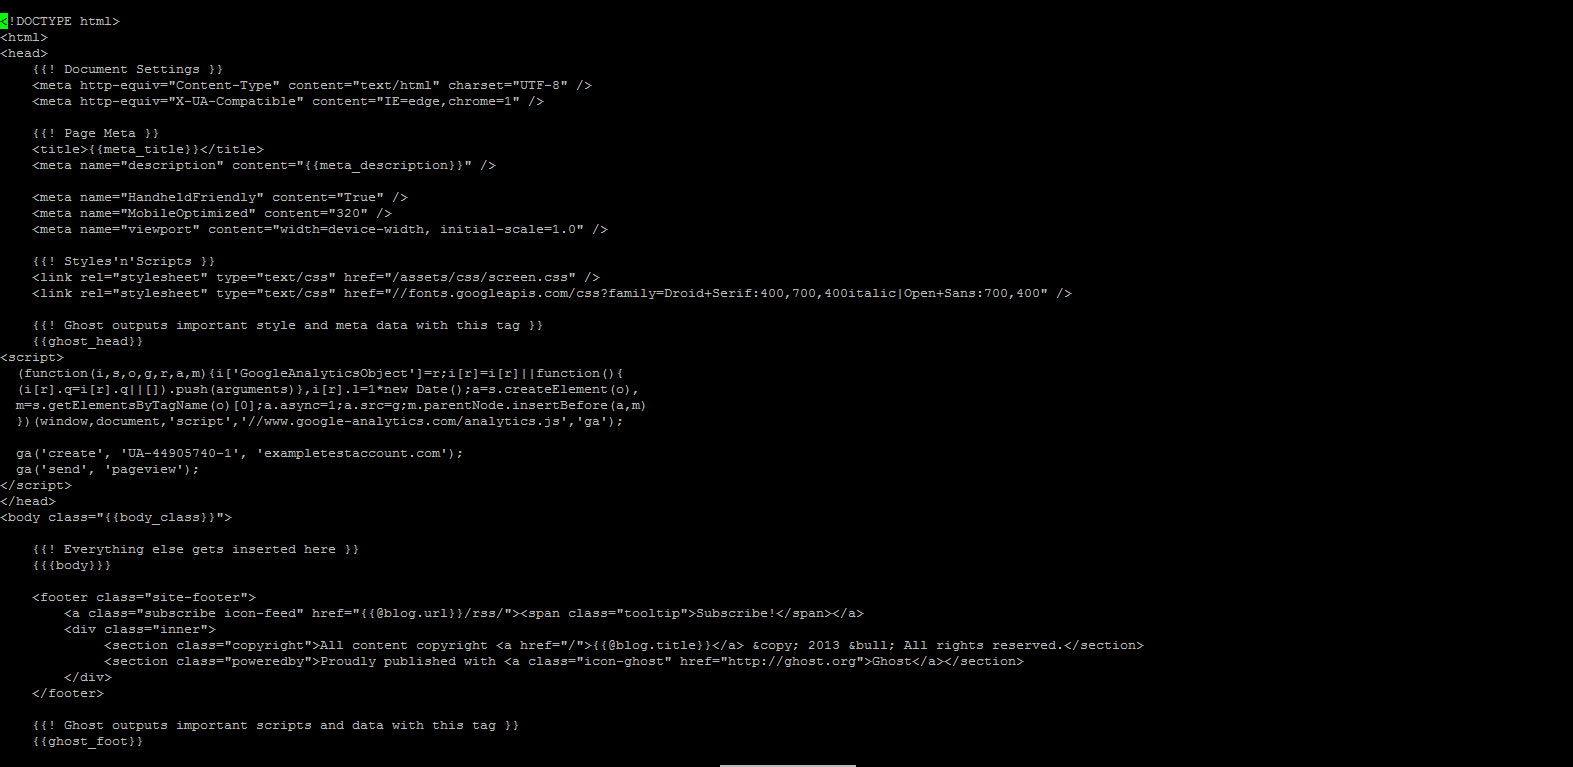 <!DOCTYPE html>
<html>
<head>
    {{! Document Settings }}
    <meta http-equiv="Content-Type" content="text/html" charset="UTF-8" />
    <meta http-equiv="X-UA-Compatible" content="IE=edge,chrome=1" />

    {{! Page Meta }}
    <title>{{meta_title}}</title>
    <meta name="description" content="{{meta_description}}" />

    <meta name="HandheldFriendly" content="True" />
    <meta name="MobileOptimized" content="320" />
    <meta name="viewport" content="width=device-width, initial-scale=1.0" />

    {{! Styles'n'Scripts }}
    <link rel="stylesheet" type="text/css" href="/assets/css/screen.css" />
    <link rel="stylesheet" type="text/css" href="//fonts.googleapis.com/css?family=Droid+Serif:400,700,400italic|Open+Sans:700,400" />

    {{! Ghost outputs important style and meta data with this tag }}
    {{ghost_head}}
<script>
  (function(i,s,o,g,r,a,m){i['GoogleAnalyticsObject']=r;i[r]=i[r]||function(){
  (i[r].q=i[r].q||[]).push(arguments)},i[r].l=1*new Date();a=s.createElement(o),
  m=s.getElementsByTagName(o)[0];a.async=1;a.src=g;m.parentNode.insertBefore(a,m)
  })(window,document,'script','//www.google-analytics.com/analytics.js','ga');

  ga('create', 'UA-44905740-1', 'exampletestaccount.com');
  ga('send', 'pageview');
</script>
</head>
<body class="{{body_class}}">

    {{! Everything else gets inserted here }}
    {{{body}}}

    <footer class="site-footer">
        <a class="subscribe icon-feed" href="{{@blog.url}}/rss/"><span class="tooltip">Subscribe!</span></a>
        <div class="inner">
             <section class="copyright">All content copyright <a href="/">{{@blog.title}}</a> &copy; 2013 &bull; All rights reserved.</section>
             <section class="poweredby">Proudly published with <a class="icon-ghost" href="http://ghost.org">Ghost</a></section>
        </div>
    </footer>

    {{! Ghost outputs important scripts and data with this tag }}
    {{ghost_foot}}